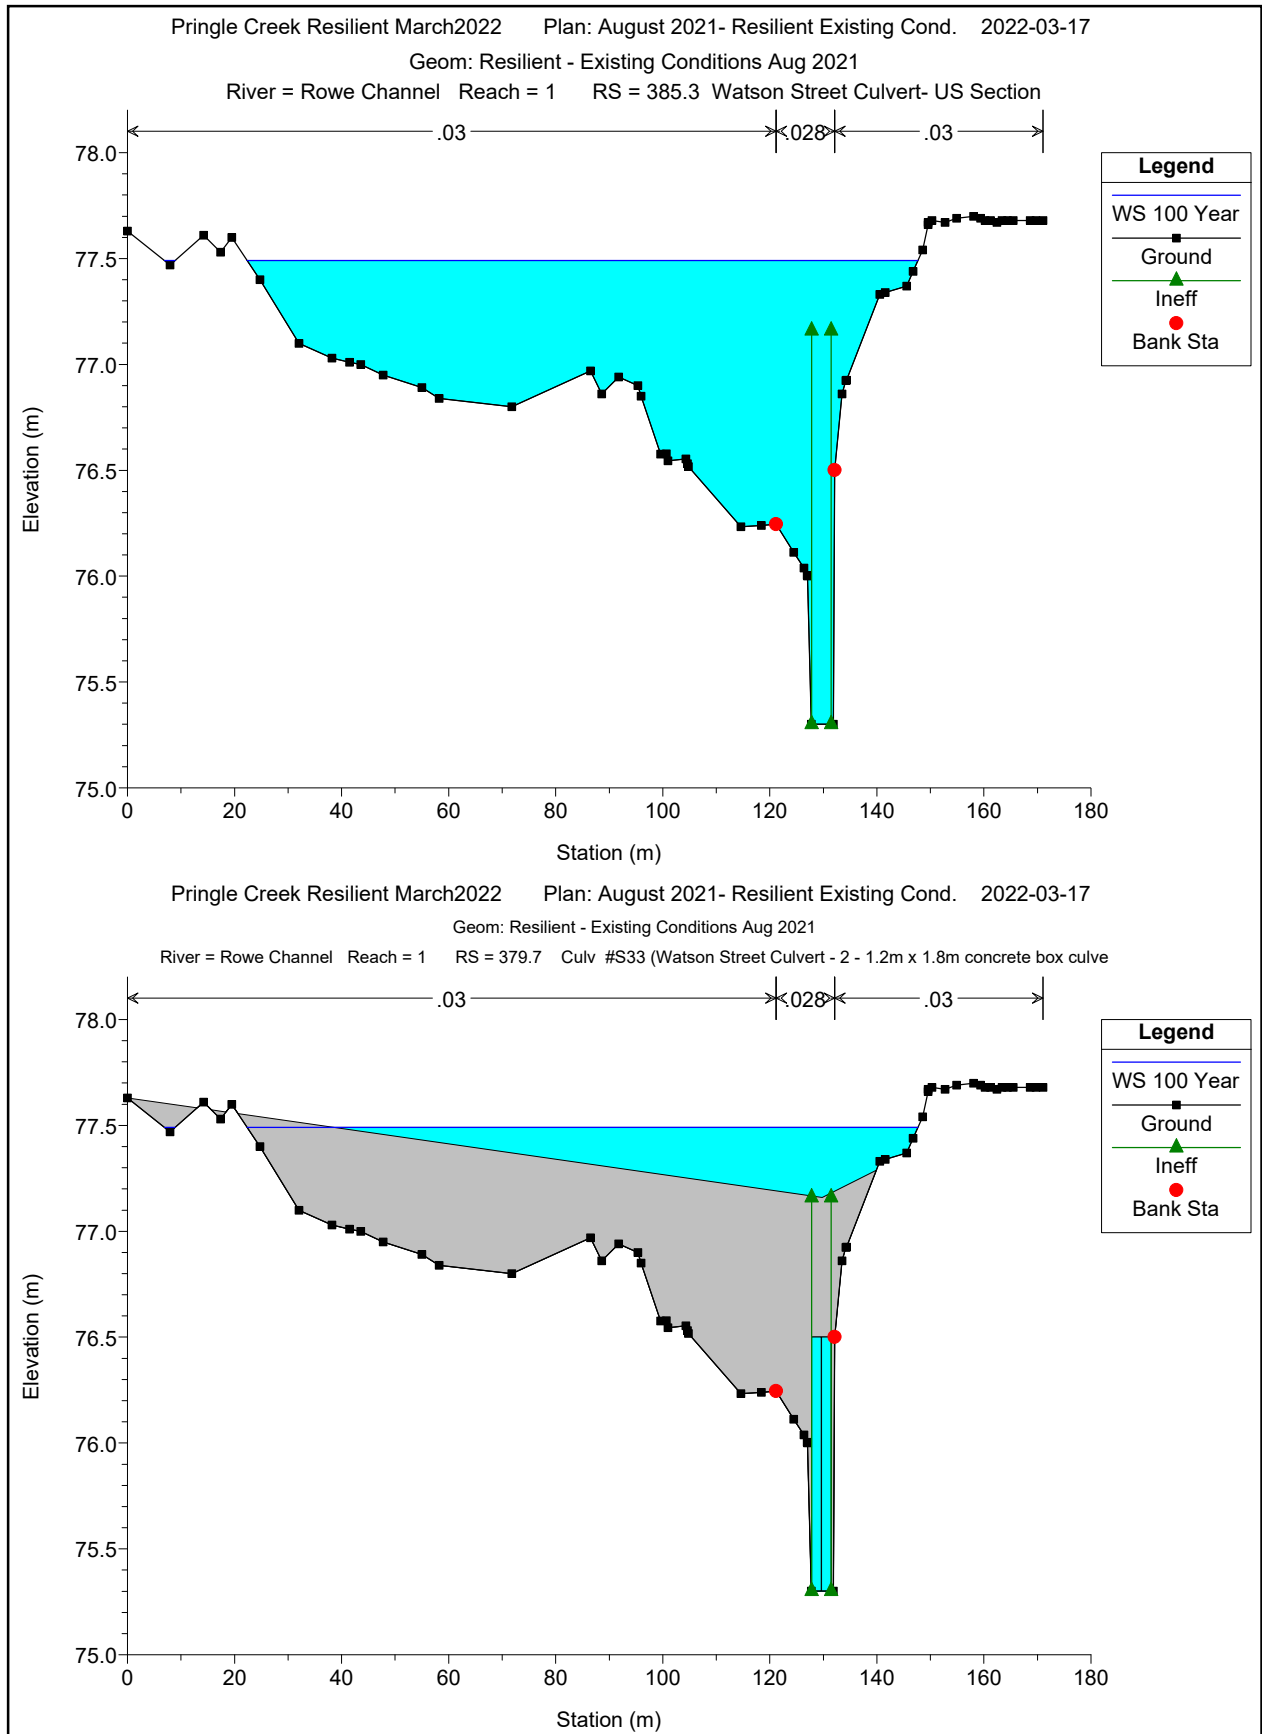 Pringle Creek Resilient March2022 Plan: August 2021- Resilient Existing Cond. 2022-03-17
Geom: Resilient - Existing Conditions Aug 2021
River = Rowe Channel Reach = 1 RS = 385.3 Watson Street Culvert- US Section
.03 .028 .03
78.0
77.5
77.0
76.5
76.0
75.5
75.0
Elevation (m)
0 20 40 60 80 100 120 140 160 180
Station (m)
Legend
WS 100 Year
Ground
Ineff
Bank Sta
Pringle Creek Resilient March2022 Plan: August 2021- Resilient Existing Cond. 2022-03-17
Geom: Resilient - Existing Conditions Aug 2021
River = Rowe Channel Reach = 1 RS = 379.7 Culv #S33 (Watson Street Culvert - 2 - 1.2m x 1.8m concrete box culve
.03 .028 .03
78.0
77.5
77.0
76.5
76.0
75.5
75.0
Elevation (m)
0 20 40 60 80 100 120 140 160 180
Station (m)
Legend
WS 100 Year
Ground
Ineff
Bank Sta